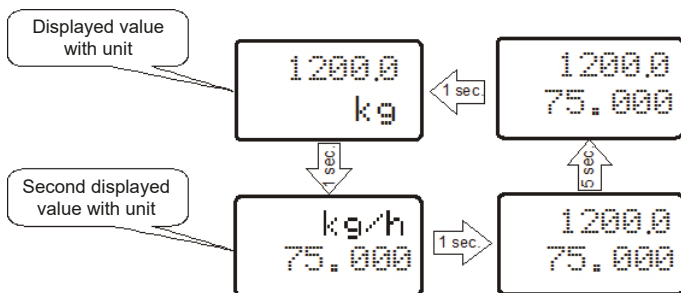 Displayed value
with unit
1200.0
kg
1 sec.
1200.0
75.000
1 sec.
5 sec.
Second displayed
value with unit
kg/h
75.000
1 sec.
1200.0
75.000